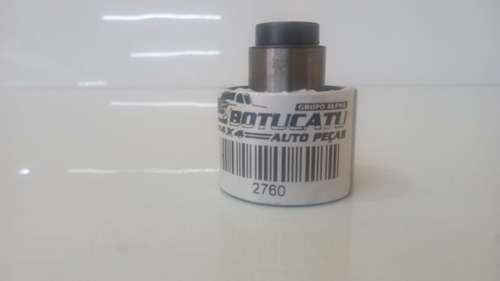 GRUPO ALPHA
BOTUCATU
4X4 AUTO PEÇAS
2760